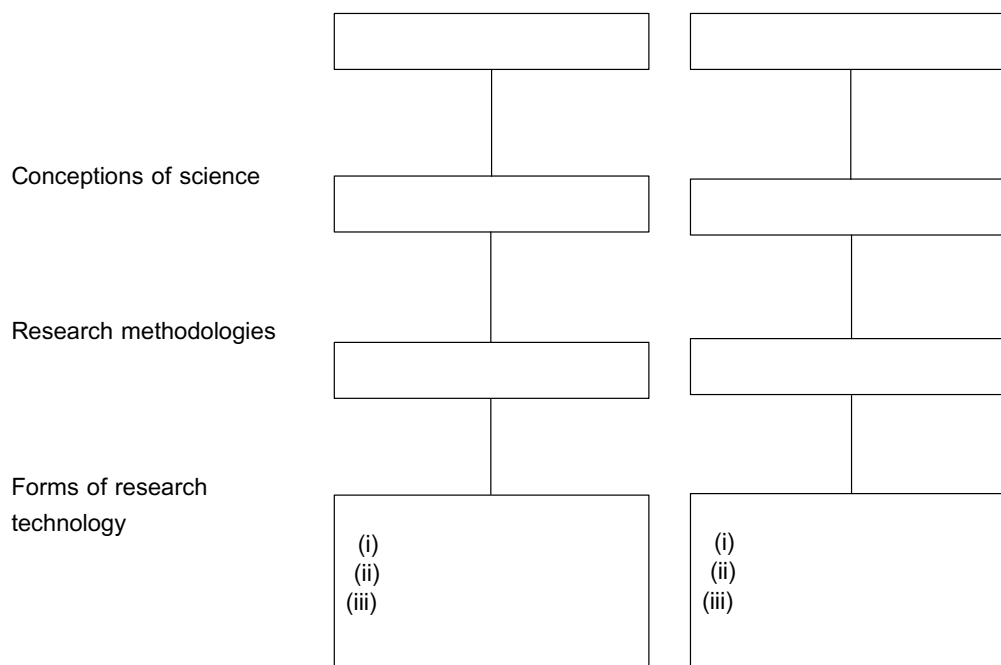 Conceptions of science
Research methodologies
Forms of research
technology
(i)
(ii)
(iii)
(i)
(ii)
(iii)